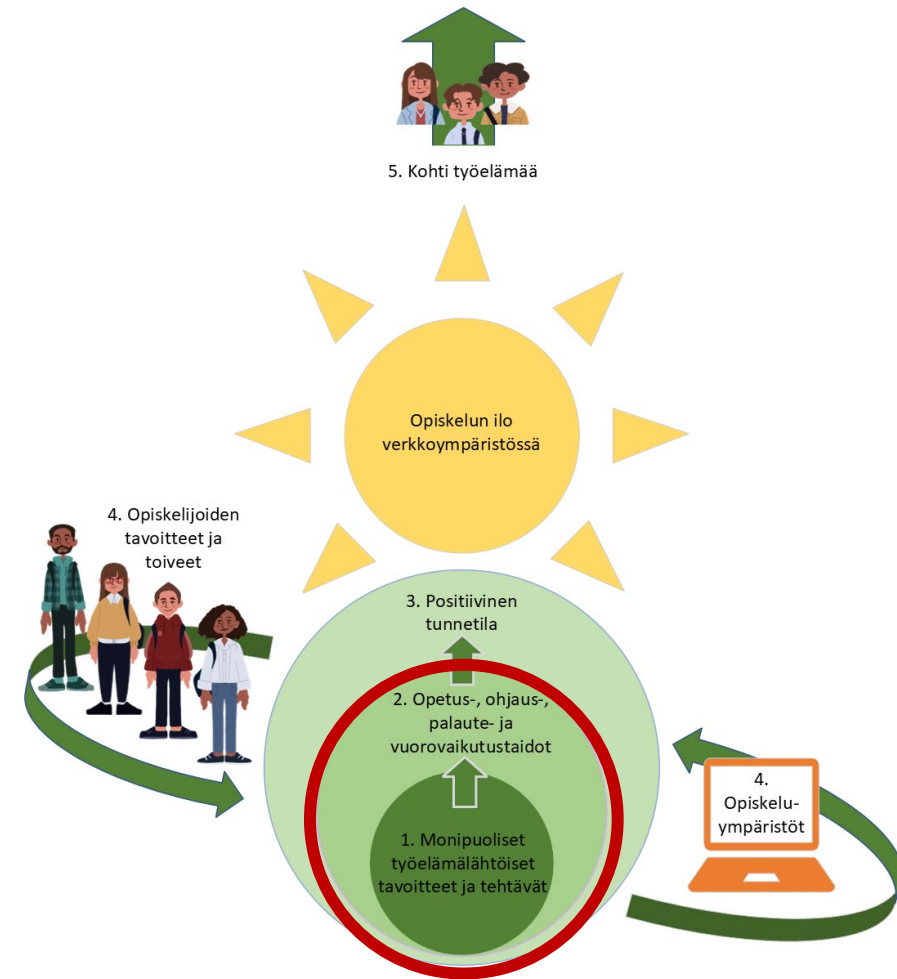 5. Kohti työelämää
Opiskelun ilo
verkkoympäristössä
4. Opiskelijoiden
tavoitteet ja
toiveet
3. Positiivinen
tunnetila
2. Opetus-, ohjaus-,
palaute- ja
vuorovaikutustaidot
4.
Opiskelu-
ympäristöt
1. Monipuoliset
työelämälähtöiset
tavoitteet ja tehtävät